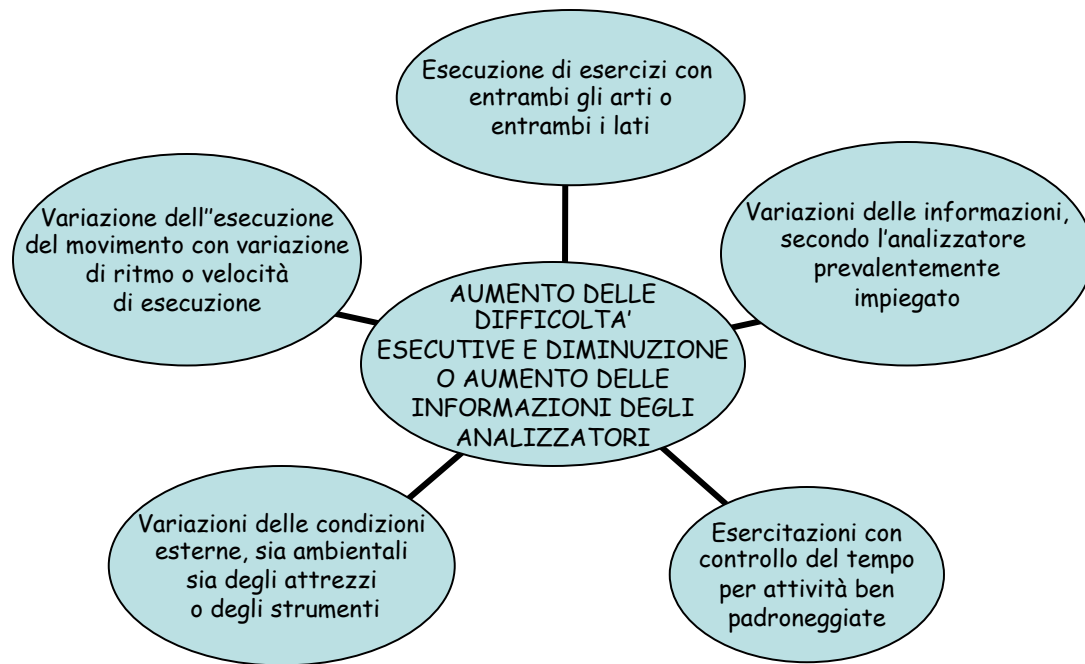 Esecuzione di esercizi con
entrambi gli arti o
entrambi i lati
Variazione dell''esecuzione
del movimento con variazione
di ritmo o velocità
di esecuzione
Variazioni delle informazioni,
secondo l'analizzatore
prevalentemente
impiegato
AUMENTO DELLE
DIFFICOLTA'
ESECUTIVE E DIMINUZIONE
O AUMENTO DELLE
INFORMAZIONI DEGLI
ANALIZZATORI
Variazioni delle condizioni
esterne, sia ambientali
sia degli attrezzi
o degli strumenti
Esercitazioni con
controllo del tempo
per attività ben
padroneggiate